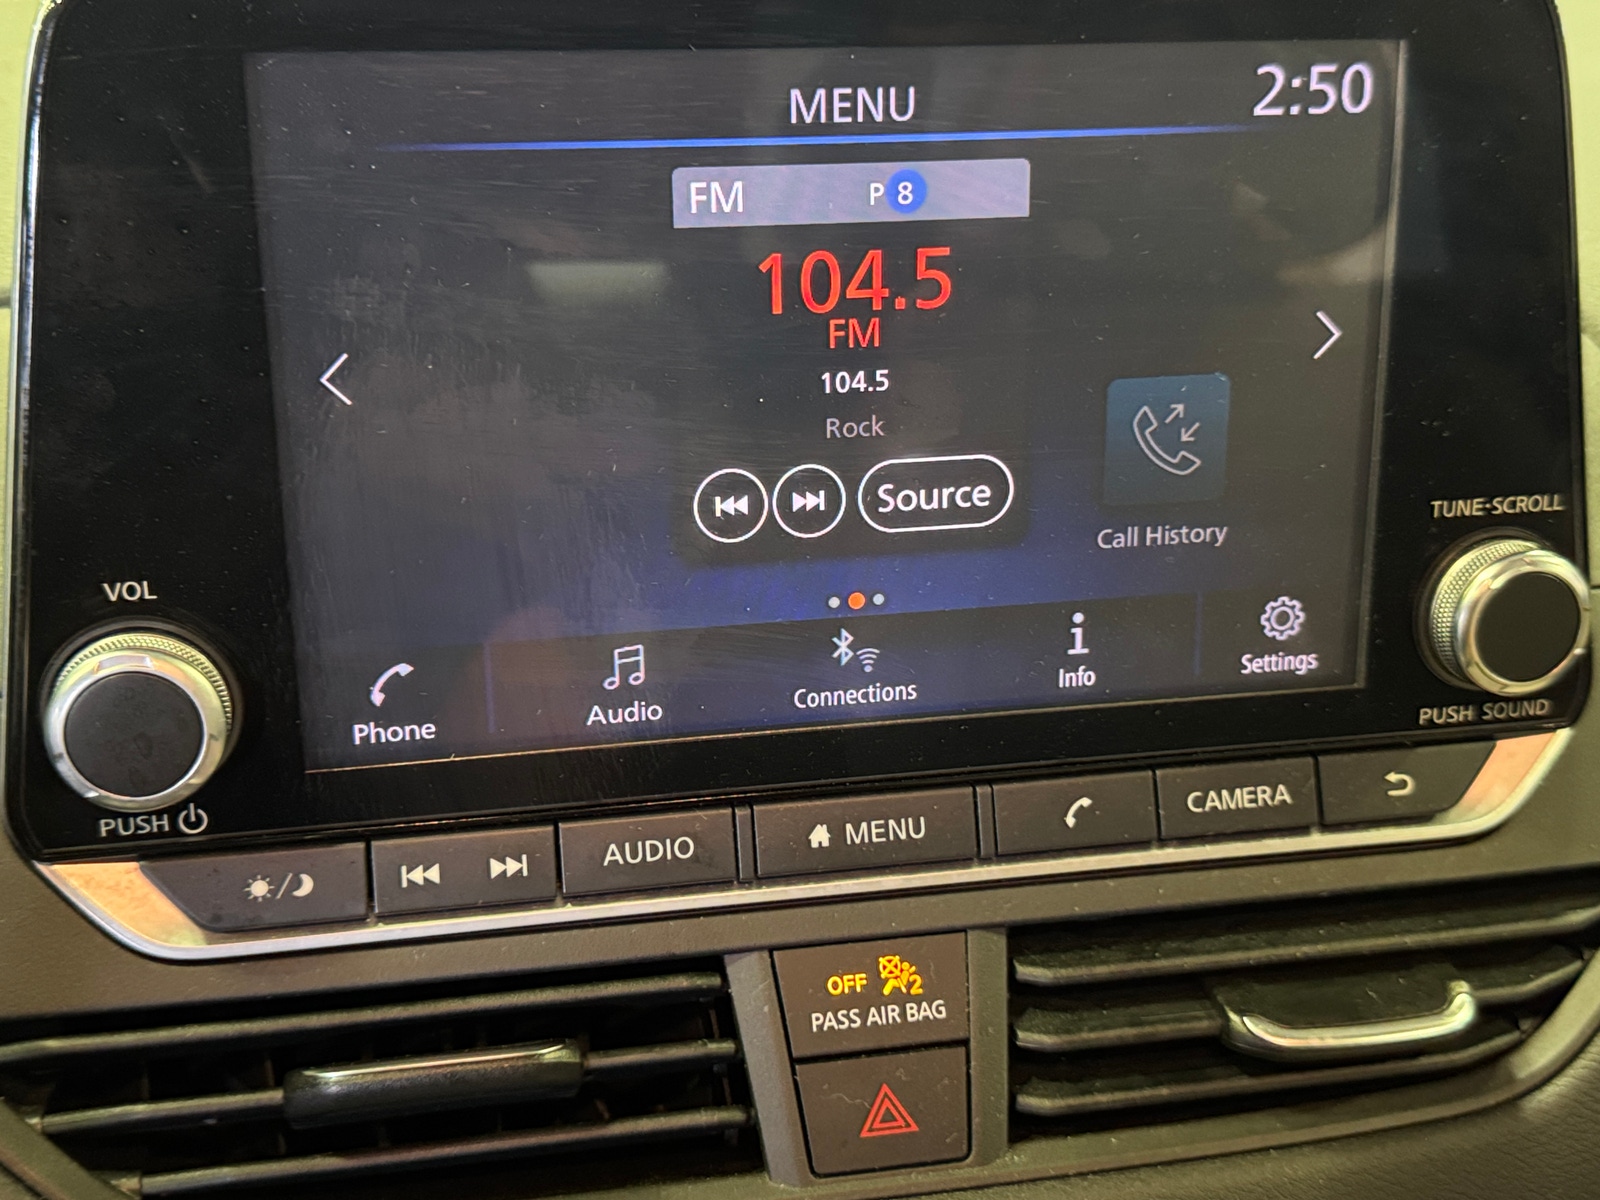 MENU
2:50
FM P 8
104.5
FM
104.5
Rock
Source
Call History
Phone
Audio
Connections
Info
Settings
VOL
PUSH
TUNE·SCROLL
PUSH SOUND
AUDIO
MENU
CAMERA
OFF 2
PASS AIR BAG